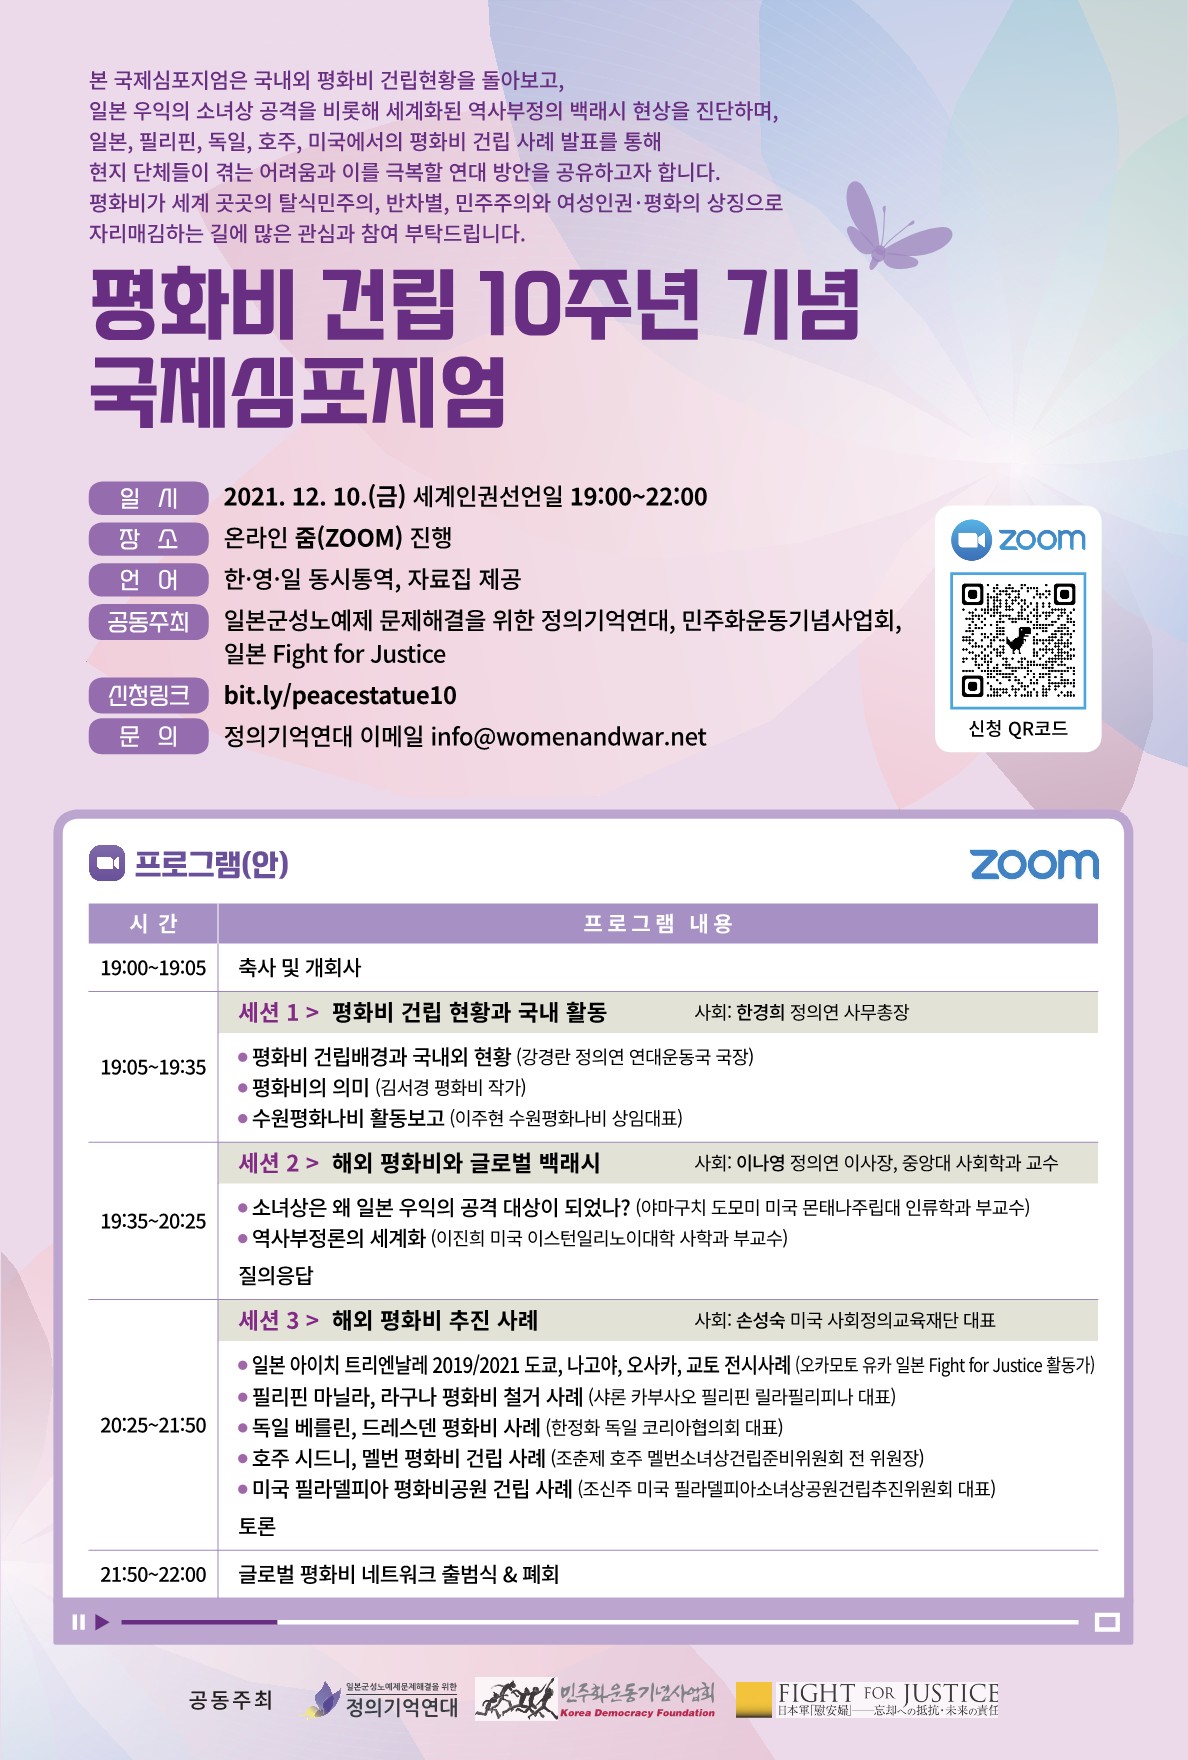 본 국제심포지엄은 국내외 평화비 건립현황을 돌아보고,
일본 우익의 소녀상 공격을 비롯해 세계화된 역사부정의 백래시 현상을 진단하며,
일본, 필리핀, 독일, 호주, 미국에서의 평화비 건립 사례 발표를 통해
현지 단체들이 겪는 어려움과 이를 극복할 연대 방안을 공유하고자 합니다.
평화비가 세계 곳곳의 탈식민주의, 반차별, 민주주의와 여성인권·평화의 상징으로
자리매김하는 길에 많은 관심과 참여 부탁드립니다.
평화비 건립 10주년 기념
국제심포지엄
일 시 2021. 12. 10.(금) 세계인권선언일 19:00~22:00
장 소 온라인 줌(ZOOM) 진행
언 어 한·영·일 동시통역, 자료집 제공
공동주최 일본군성노예제 문제해결을 위한 정의기억연대, 민주화운동기념사업회,
일본 Fight for Justice
신청링크 bit.ly/peacestatue10
문 의 정의기억연대 이메일 info@womenandwar.net
zoom
신청 QR코드
프로그램(안)
zoom
시 간 프로그램 내용
19:00~19:05 축사 및 개회사
세션 1 > 평화비 건립 현황과 국내 활동 사회: 한경희 정의연 사무총장
19:05~19:35
• 평화비 건립배경과 국내외 현황 (강경란 정의연 연대운동국 국장)
• 평화비의 의미 (김서경 평화비 작가)
• 수원평화나비 활동보고 (이주현 수원평화나비 상임대표)
세션 2 > 해외 평화비와 글로벌 백래시 사회: 이나영 정의연 이사장, 중앙대 사회학과 교수
19:35~20:25
• 소녀상은 왜 일본 우익의 공격 대상이 되었나? (야마구치 도모미 미국 몬태나주립대 인류학과 부교수)
• 역사부정론의 세계화 (이진희 미국 이스턴일리노이대학 사학과 부교수)
질의응답
세션 3 > 해외 평화비 추진 사례 사회: 손성숙 미국 사회정의교육재단 대표
20:25~21:50
• 일본 아이치 트리엔날레 2019/2021 도쿄, 나고야, 오사카, 교토 전시사례 (오카모토 유카 일본 Fight for Justice 활동가)
• 필리핀 마닐라, 라구나 평화비 철거 사례 (샤론 카부사오 필리핀 릴라필리피나 대표)
• 독일 베를린, 드레스덴 평화비 사례 (한정화 독일 코리아협의회 대표)
• 호주 시드니, 멜번 평화비 건립 사례 (조춘제 호주 멜번소녀상건립준비위원회 전 위원장)
• 미국 필라델피아 평화비공원 건립 사례 (조신주 미국 필라델피아소녀상공원건립추진위원회 대표)
토론
21:50~22:00 글로벌 평화비 네트워크 출범식 & 폐회
공동주최
일본군성노예제문제해결을 위한
정의기억연대
민주화운동기념사업회
Korea Democracy Foundation
FIGHT FOR JUSTICE
日本軍「慰安婦」――忘却への抵抗・未来の責任